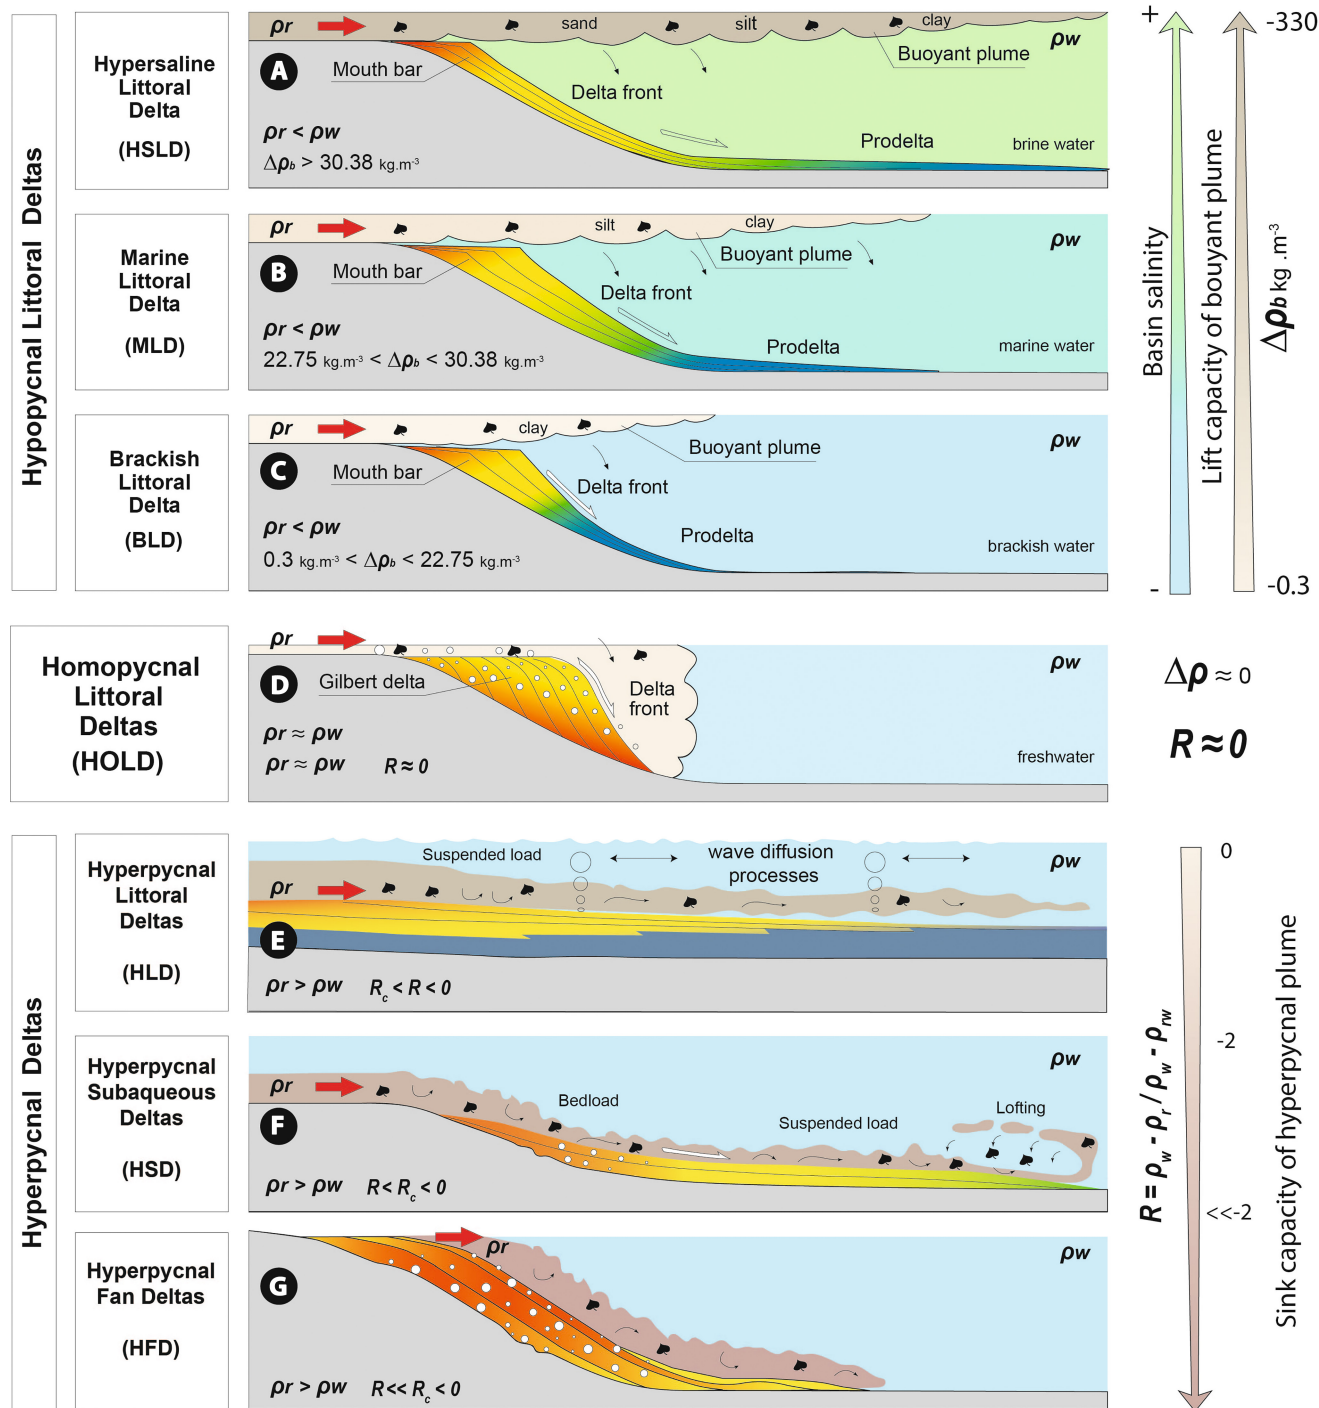 Hypopycnal Littoral Deltas
Hypersaline
Littoral
Delta
(HSLD)
ρr
sand
silt
clay
ρw
Buoyant plume
A
Mouth bar
Delta front
ρr < ρw
Δρb > 30.38 kg.m-3
Prodelta
brine water
Marine
Littoral
Delta
(MLD)
ρr
silt
clay
ρw
Buoyant plume
B
Mouth bar
Delta front
ρr < ρw
22.75 kg.m-3 < Δρb < 30.38 kg.m-3
Prodelta
marine water
Brackish
Littoral
Delta
(BLD)
ρr
clay
ρw
Buoyant plume
C
Mouth bar
Delta front
ρr < ρw
0.3 kg.m-3 < Δρb < 22.75 kg.m-3
Prodelta
brackish water
+
-
Basin salinity
Lift capacity of bouyant plume
-330
-0.3
Δρb kg .m-3
Homopycnal
Littoral
Deltas
(HOLD)
ρr
ρw
D
Gilbert delta
Delta
front
ρr ≈ ρw
ρr ≈ ρw R ≈ 0
freshwater
Δρ ≈ 0
R ≈ 0
Hyperpycnal Deltas
Hyperpycnal
Littoral
Deltas
(HLD)
Suspended load
wave diffusion
processes
ρw
ρr
E
ρr > ρw Rc < R < 0
Hyperpycnal
Subaqueous
Deltas
(HSD)
ρw
ρr
Bedload
Suspended load
Lofting
F
ρr > ρw R < Rc < 0
Hyperpycnal
Fan Deltas
(HFD)
ρr
ρw
G
ρr > ρw R << Rc < 0
0
-2
<<-2
R = ρw - ρr / ρw - ρrw
Sink capacity of hyperpycnal plume